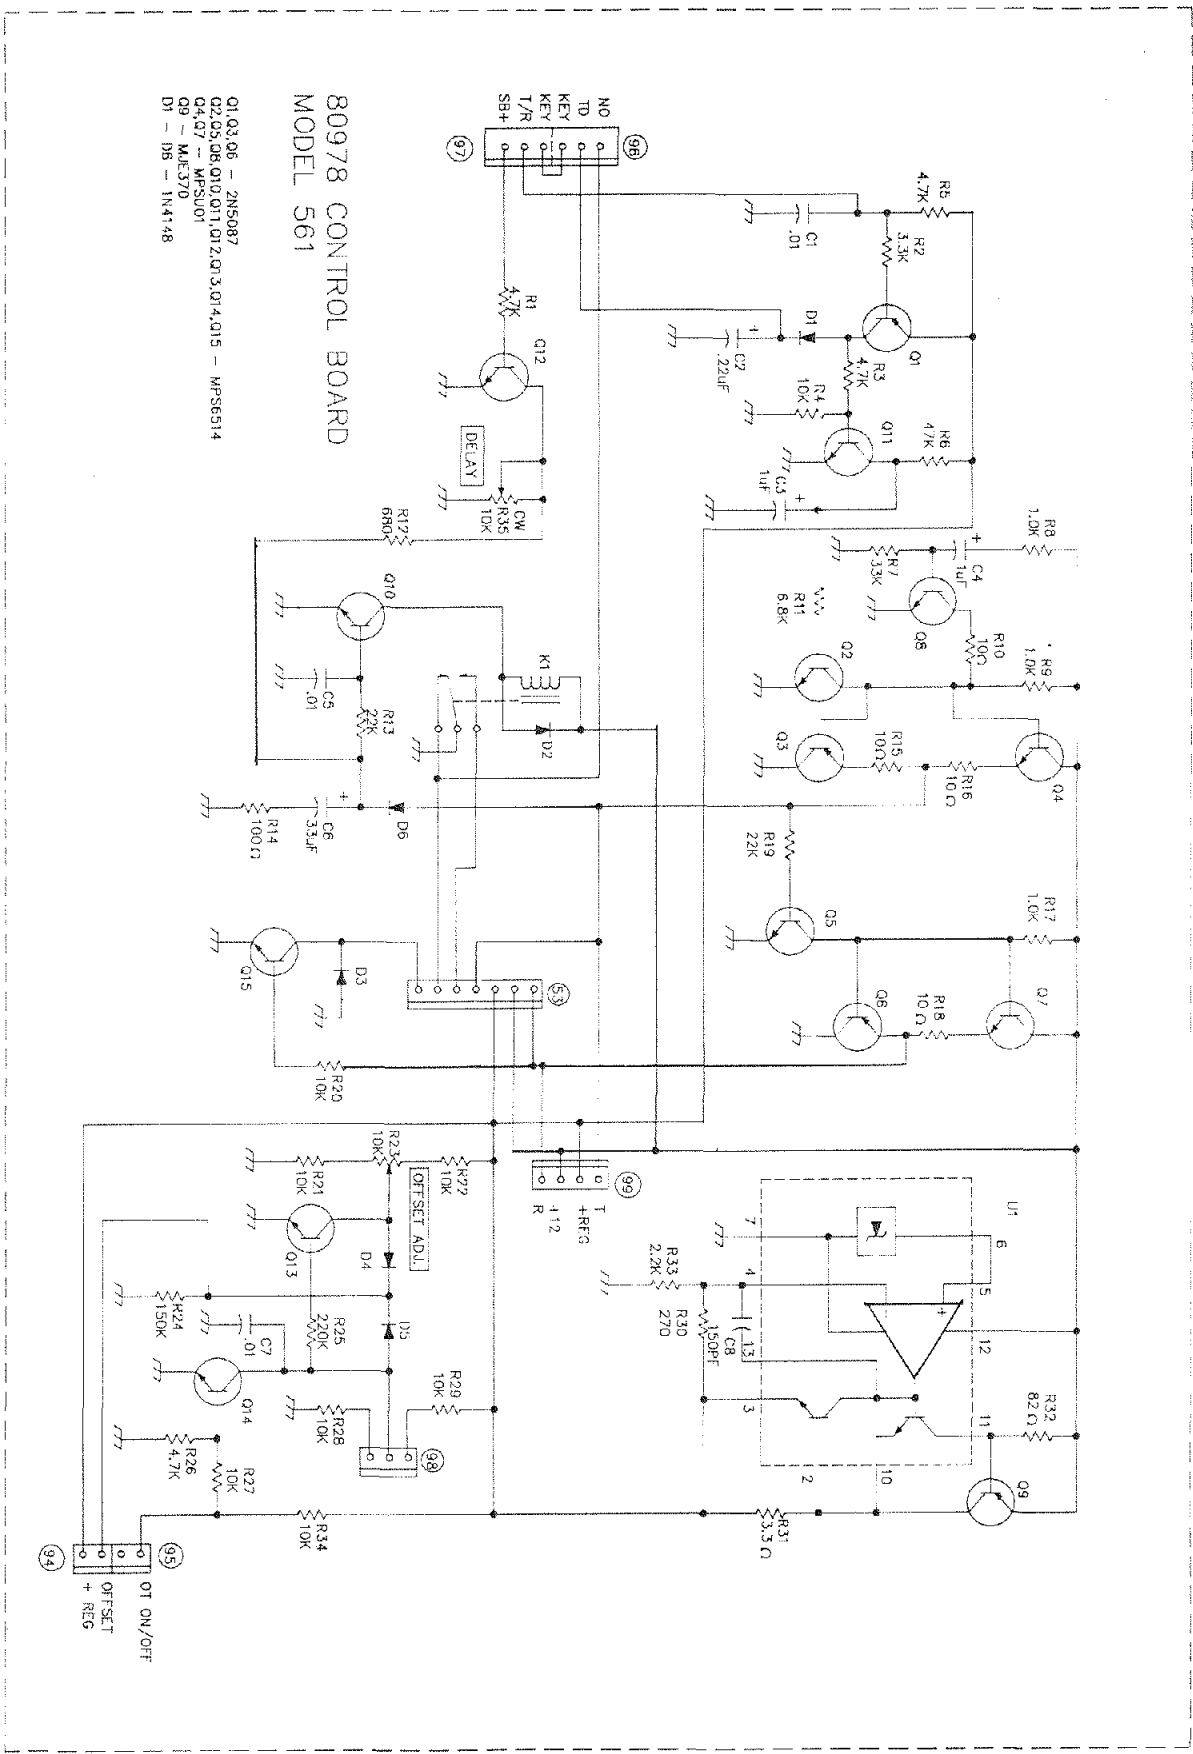 80978 CONTROL BOARD
MODEL 561
Q1,Q3,Q6 - 2N5087
Q2,Q5,Q8,Q10,Q11,Q12,Q13,Q14,Q15 - MPS6514
Q4,Q7 - MPSU01
Q9 - MJE370
D1 - D6 - 1N4148
96
NO
TD
KEY
KEY
T/R
SB+
97
R5
4.7K
R2
3.3K
C1
.01
Q1
D1
R3
4.7K
R4
10K
C2
.22uF
R1
4.7K
Q12
Q11
R6
47K
C3
1uF
DELAY
CW
R35
10K
R12
680
R8
1.0K
C4
1uF
R7
33K
Q8
R10
10Ω
R9
1.0K
R11
6.8K
Q2
Q3
Q4
R15
10Ω
R16
10Ω
Q10
C5
.01
R13
22K
K1
D2
D6
C6
33uF
R14
100Ω
R19
22K
Q5
R17
1.0K
Q6
R18
10Ω
Q7
Q15
D3
53
R20
10K
99
T
+REG
+12
R
R21
10K
R23
10K
R22
10K
OFFSET ADJ.
Q13
D4
D5
R24
150K
C7
.01
R25
220K
Q14
R26
4.7K
R27
10K
R28
10K
R29
10K
98
R34
10K
U1
7
6
5
4
12
13
3
2
10
11
R33
2.2K
R30
270
C8
150PF
R32
82Ω
Q9
R31
3.3Ω
95
94
OT ON/OFF
OFFSET
+ REG